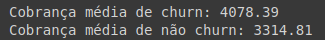 Cobrança média de churn: 4078.39
Cobrança média de não churn: 3314.81